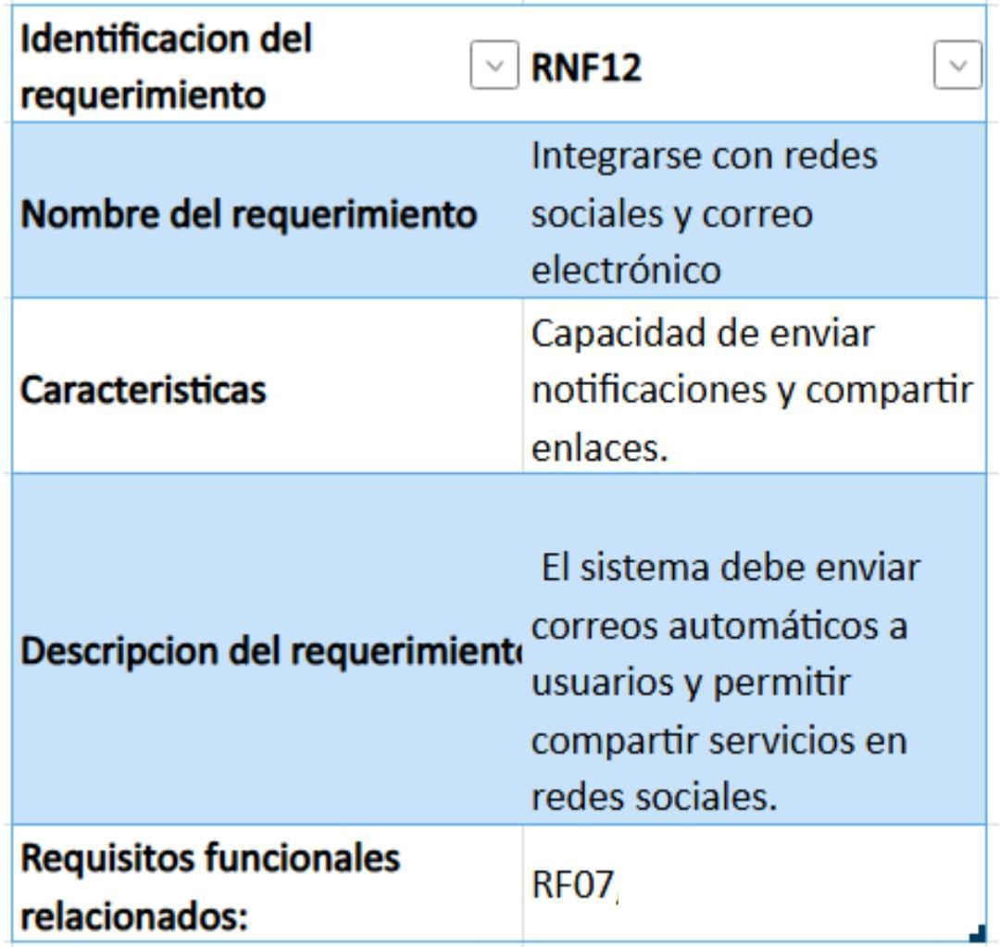 Identificacion del
requerimiento
RNF12
Nombre del requerimiento
Integrarse con redes
sociales y correo
electrónico
Caracteristicas
Capacidad de enviar
notificaciones y compartir
enlaces.
Descripcion del requerimiento
El sistema debe enviar
correos automáticos a
usuarios y permitir
compartir servicios en
redes sociales.
Requisitos funcionales
relacionados:
RF07,